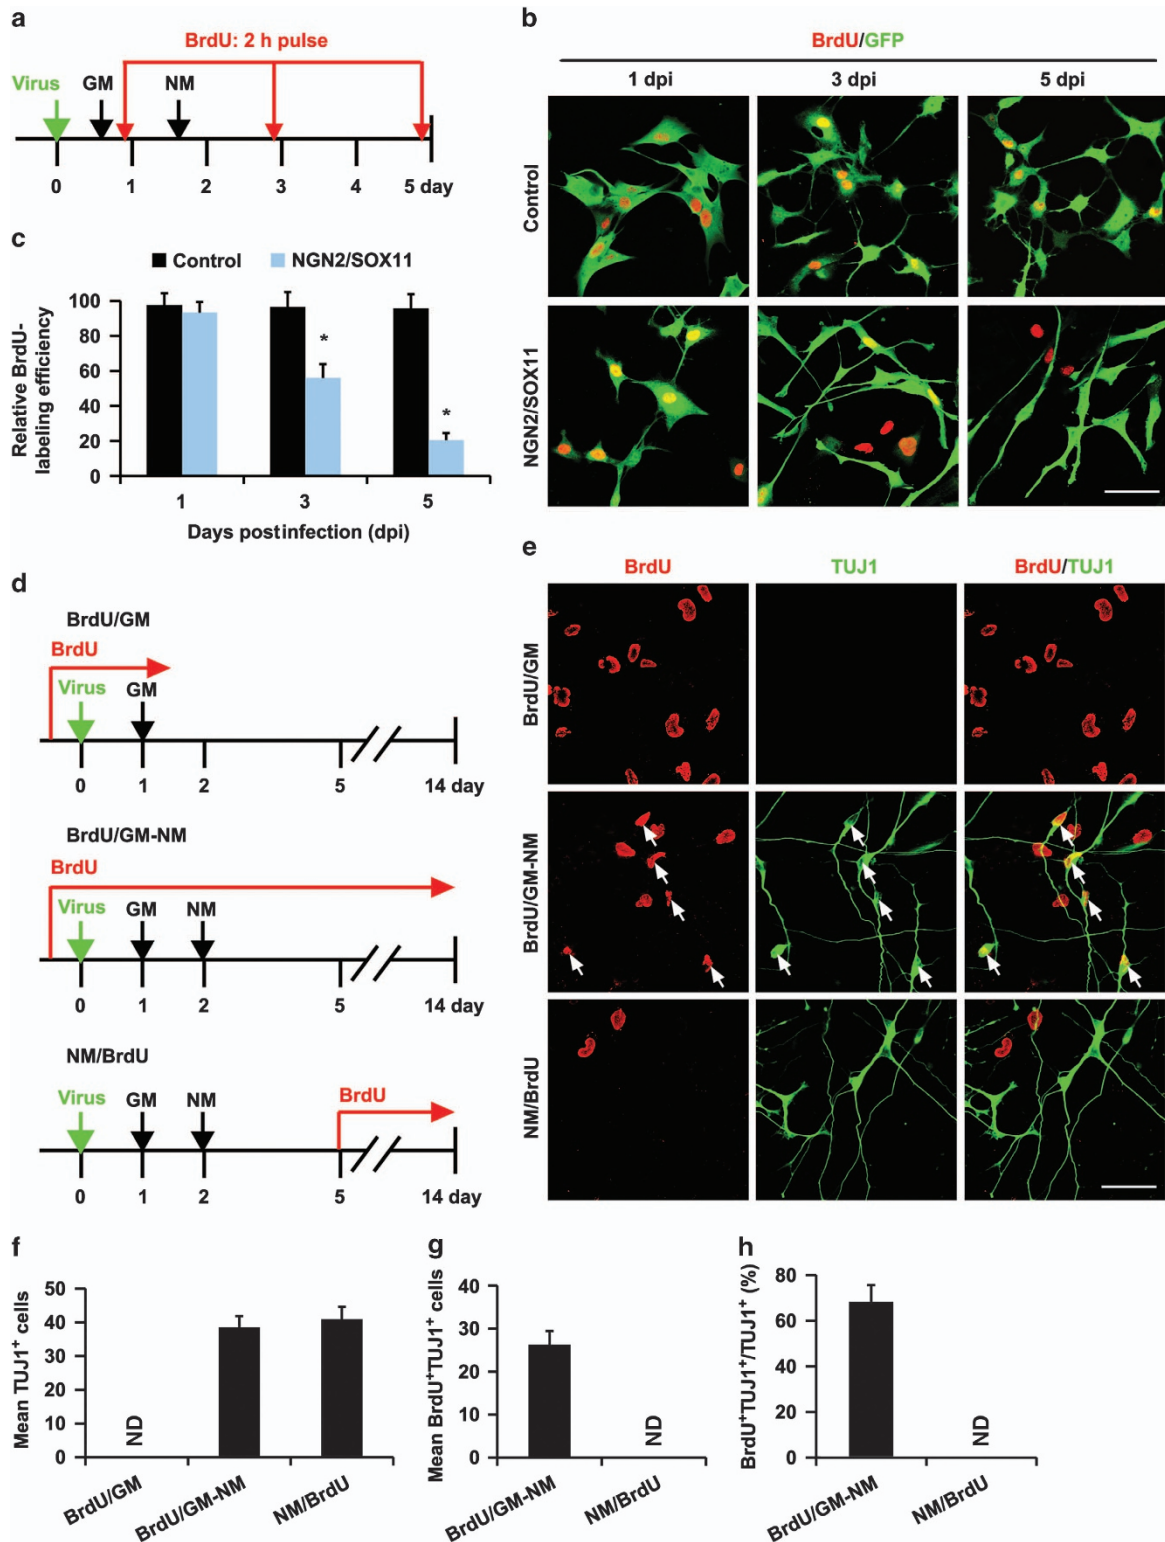 a
BrdU: 2 h pulse
Virus GM NM
0 1 2 3 4 5 day
b
BrdU/GFP
1 dpi 3 dpi 5 dpi
Control
NGN2/SOX11
c
Control NGN2/SOX11
Relative BrdU-
labeling efficiency
100
80
60
40
20
0
* *
1 3 5
Days postinfection (dpi)
d
BrdU/GM
BrdU
Virus GM
0 1 2 5 14 day
BrdU/GM-NM
BrdU
Virus GM NM
0 1 2 5 14 day
NM/BrdU
Virus GM NM BrdU
0 1 2 5 14 day
e
BrdU TUJ1 BrdU/TUJ1
BrdU/GM
BrdU/GM-NM
NM/BrdU
f
Mean TUJ1+ cells
50
40
30
20
10
0
ND
BrdU/GM BrdU/GM-NM NM/BrdU
g
Mean BrdU+TUJ1+ cells
40
30
20
10
0
ND
BrdU/GM-NM NM/BrdU
h
BrdU+TUJ1+/TUJ1+ (%)
80
60
40
20
0
ND
BrdU/GM-NM NM/BrdU